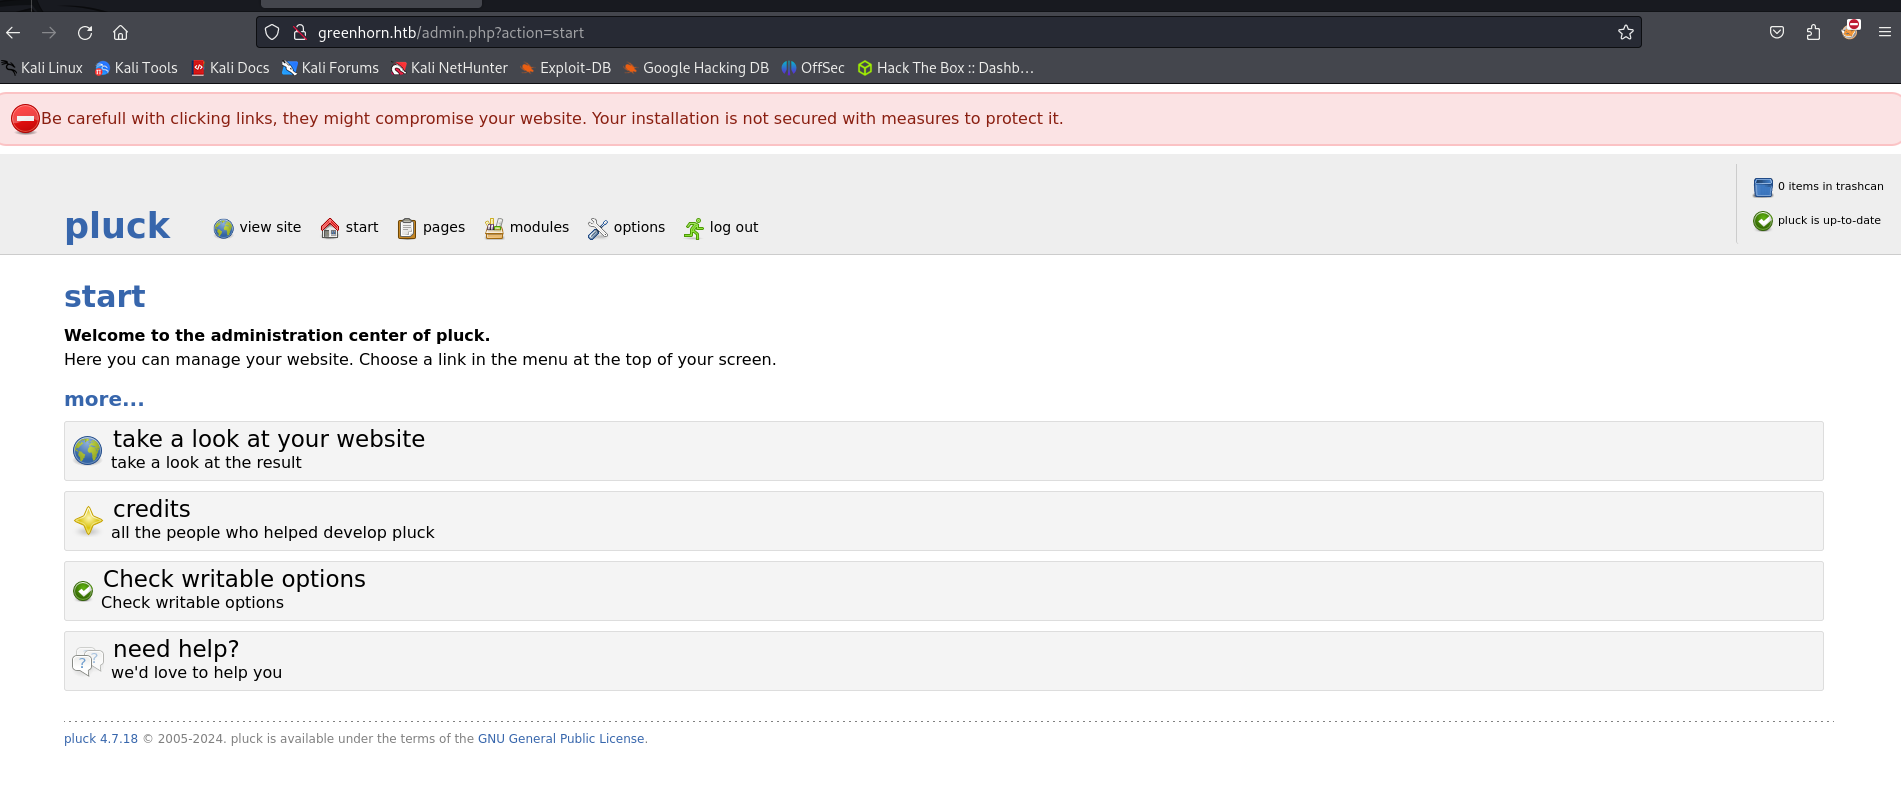 greenhorn.htb/admin.php?action=start
Kali Linux Kali Tools Kali Docs Kali Forums Kali NetHunter Exploit-DB Google Hacking DB OffSec Hack The Box :: Dashb…
Be carefull with clicking links, they might compromise your website. Your installation is not secured with measures to protect it.
0 items in trashcan
pluck is up-to-date
pluck view site start pages modules options log out
start
Welcome to the administration center of pluck.
Here you can manage your website. Choose a link in the menu at the top of your screen.
more...
take a look at your website
take a look at the result
credits
all the people who helped develop pluck
Check writable options
Check writable options
need help?
we'd love to help you
pluck 4.7.18 © 2005-2024. pluck is available under the terms of the GNU General Public License.